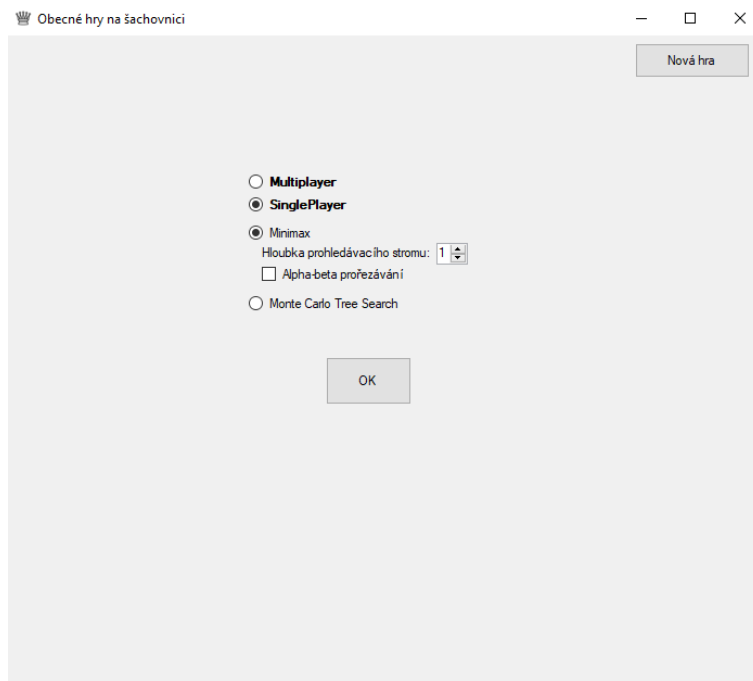 Obecné hry na šachovnici
Nová hra
Multiplayer
SinglePlayer
Minimax
Hloubka prohledávacího stromu: 1
Alpha-beta prořezávání
Monte Carlo Tree Search
OK